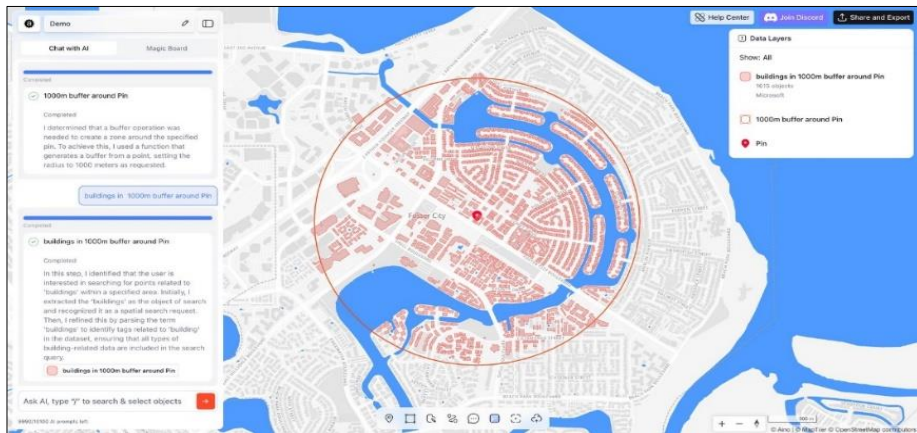 Demo
Help Center
Join Discord
Share and Export
Chat with AI
Magic Board
Completed
1000m buffer around Pin
Completed
I determined that a buffer operation was
needed to create a zone around the specified
pin. To achieve this, I used a function that
generates a buffer from a point, setting the
radius to 1000 meters as requested.
buildings in 1000m buffer around Pin
Completed
buildings in 1000m buffer around Pin
Completed
In this step, I identified that the user is
interested in searching for points related to
'buildings' within a specified area. Initially, I
extracted the 'buildings' as the object of search
and recognized it as a spatial search request.
Then, I refined this by parsing the term
'buildings' to identify tags related to 'building'
in the dataset, ensuring that all types of
building-related data are included in the search
query.
buildings in 1000m buffer around Pin
Ask AI, type "/" to search & select objects
AI prompts left
Data Layers
Show: All
buildings in 1000m buffer around Pin
objects
Microsoft
1000m buffer around Pin
Pin
Foster City
© Aino | © MapTiler © OpenStreetMap contributors